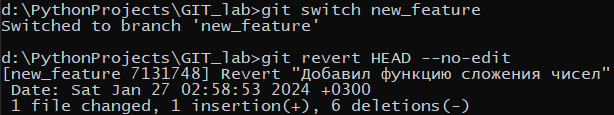 d:\PythonProjects\GIT_lab>git switch new_feature
Switched to branch 'new_feature'
d:\PythonProjects\GIT_lab>git revert HEAD --no-edit
[new_feature 7131748] Revert "Добавил функцию сложения чисел"
 Date: Sat Jan 27 02:58:53 2024 +0300
 1 file changed, 1 insertion(+), 6 deletions(-)